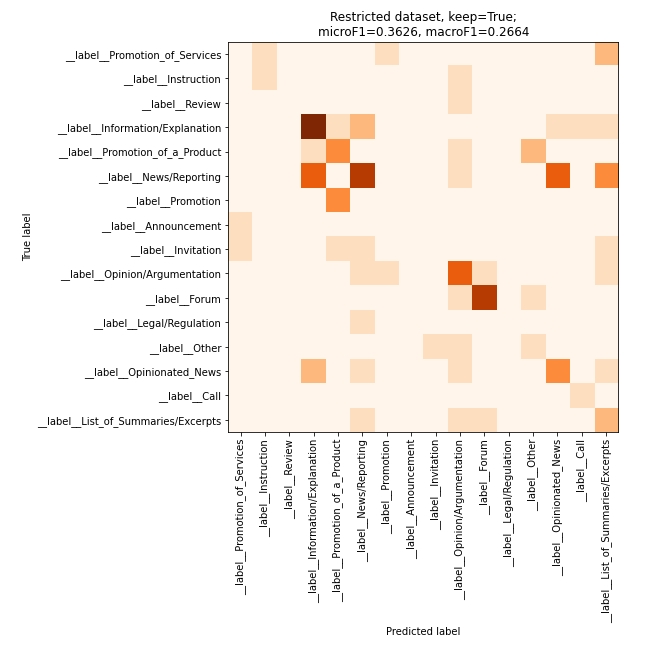 Restricted dataset, keep=True;
microF1=0.3626, macroF1=0.2664
__label__Promotion_of_Services
__label__Instruction
__label__Review
__label__Information/Explanation
__label__Promotion_of_a_Product
__label__News/Reporting
__label__Promotion
__label__Announcement
__label__Invitation
__label__Opinion/Argumentation
__label__Forum
__label__Legal/Regulation
__label__Other
__label__Opinionated_News
__label__Call
__label__List_of_Summaries/Excerpts
True label
__label__Promotion_of_Services
__label__Instruction
__label__Review
__label__Information/Explanation
__label__Promotion_of_a_Product
__label__News/Reporting
__label__Promotion
__label__Announcement
__label__Invitation
__label__Opinion/Argumentation
__label__Forum
__label__Legal/Regulation
__label__Other
__label__Opinionated_News
__label__Call
__label__List_of_Summaries/Excerpts
Predicted label